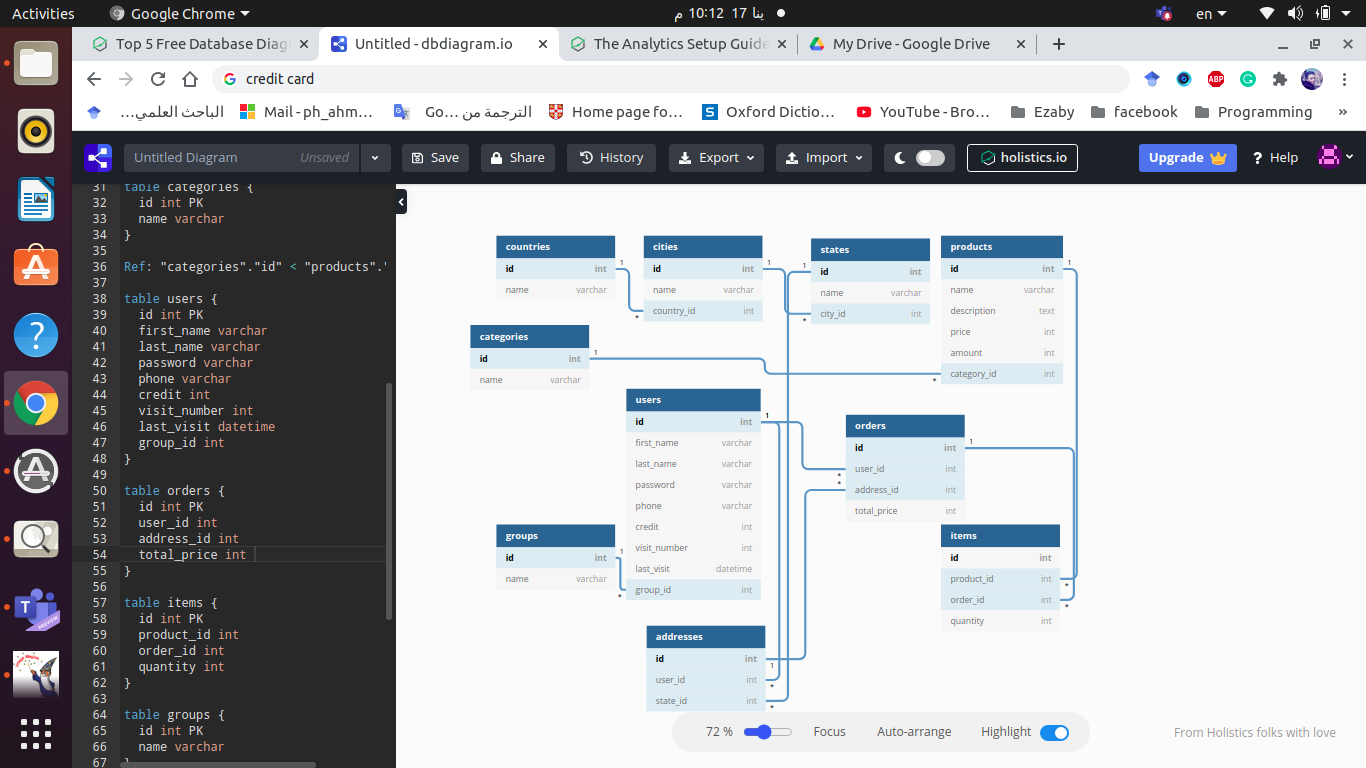 Activities
Google Chrome
10:12 م
17 ينا
en
Top 5 Free Database Diag
Untitled - dbdiagram.io
The Analytics Setup Guide
My Drive - Google Drive
credit card
ABP
الباحث العلمي...
Mail - ph_ahm...
Go... الترجمة من
Home page fo...
Oxford Dictio...
YouTube - Bro...
Ezaby
facebook
Programming
»
Untitled Diagram
Unsaved
Save
Share
History
Export
Import
holistics.io
Upgrade
Help
31 table categories {
32 id int PK
33 name varchar
34 }
35
36 Ref: "categories"."id" < "products"."
37
38 table users {
39 id int PK
40 first_name varchar
41 last_name varchar
42 password varchar
43 phone varchar
44 credit int
45 visit_number int
46 last_visit datetime
47 group_id int
48 }
49
50 table orders {
51 id int PK
52 user_id int
53 address_id int
54 total_price int
55 }
56
57 table items {
58 id int PK
59 product_id int
60 order_id int
61 quantity int
62 }
63
64 table groups {
65 id int PK
66 name varchar
67 }
countries
id int
name varchar
1
*
cities
id int
name varchar
country_id int
1
*
states
id int
name varchar
city_id int
1
*
products
id int
name varchar
description text
price int
amount int
category_id int
1
*
categories
id int
name varchar
1
users
id int
first_name varchar
last_name varchar
password varchar
phone varchar
credit int
visit_number int
last_visit datetime
group_id int
1
*
orders
id int
user_id int
address_id int
total_price int
1
*
*
groups
id int
name varchar
1
items
id int
product_id int
order_id int
quantity int
*
*
addresses
id int
user_id int
state_id int
1
*
*
72 %
Focus
Auto-arrange
Highlight
From Holistics folks with love
T
PREVIEW